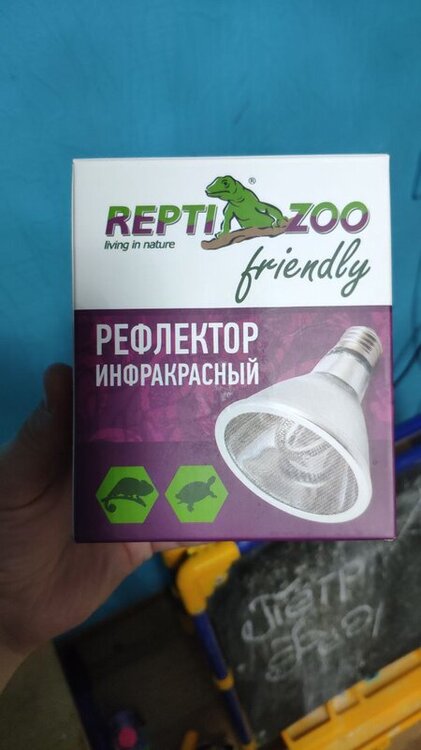 REPTI ZOO®
living in nature
friendly
РЕФЛЕКТОР
ИНФРАКРАСНЫЙ